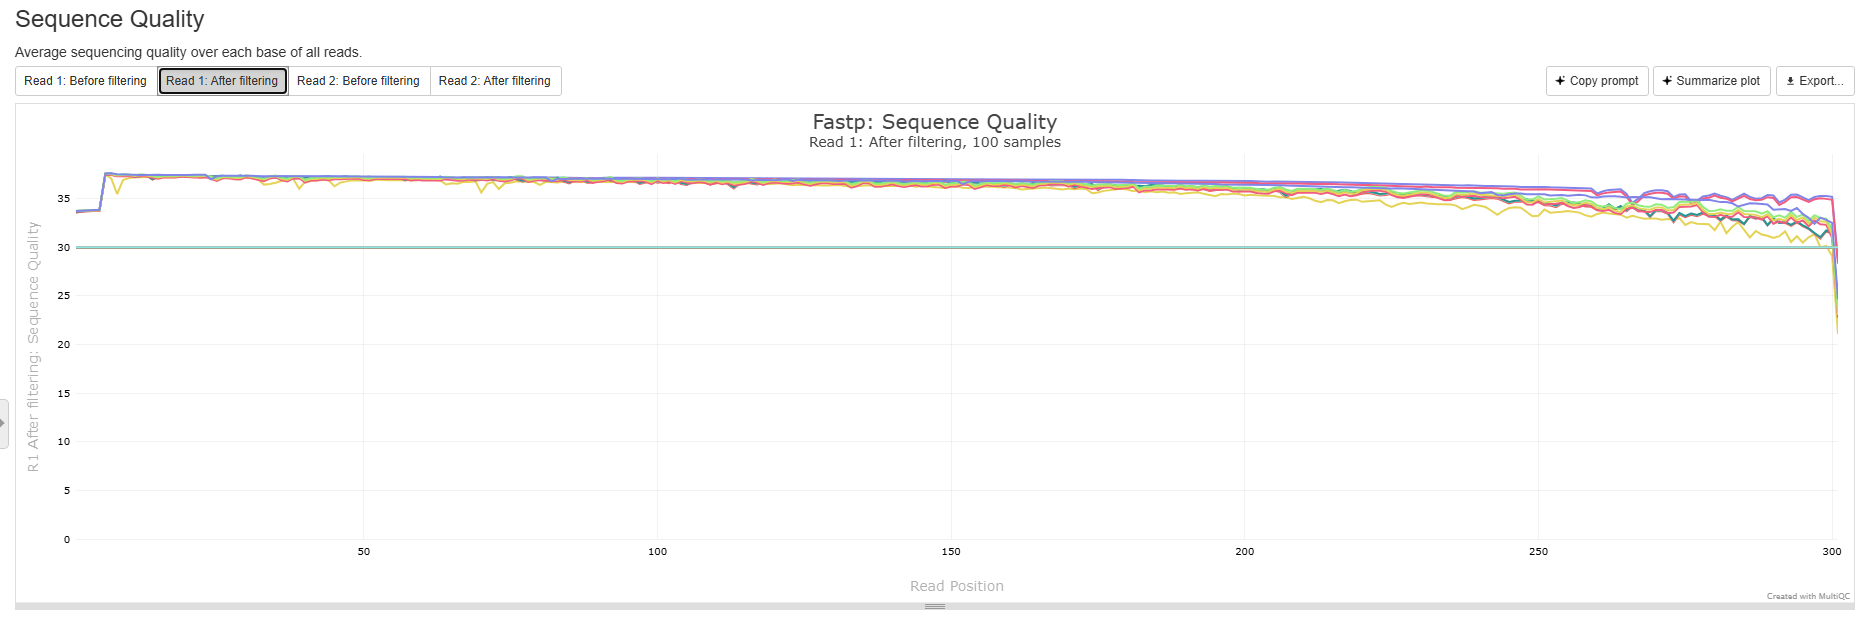 Sequence Quality
Average sequencing quality over each base of all reads.
Read 1: Before filtering Read 1: After filtering Read 2: Before filtering Read 2: After filtering Copy prompt Summarize plot Export...
Fastp: Sequence Quality
Read 1: After filtering, 100 samples
R1 After filtering: Sequence Quality
35
30
25
20
15
10
5
0
50 100 150 200 250 300
Read Position
Created with MultiQC